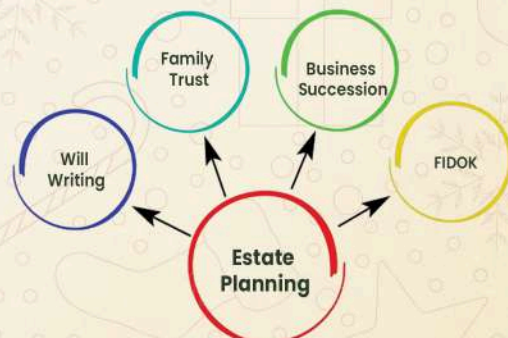 Family
Trust
Business
Succession
Will
Writing
FIDOK
Estate
Planning